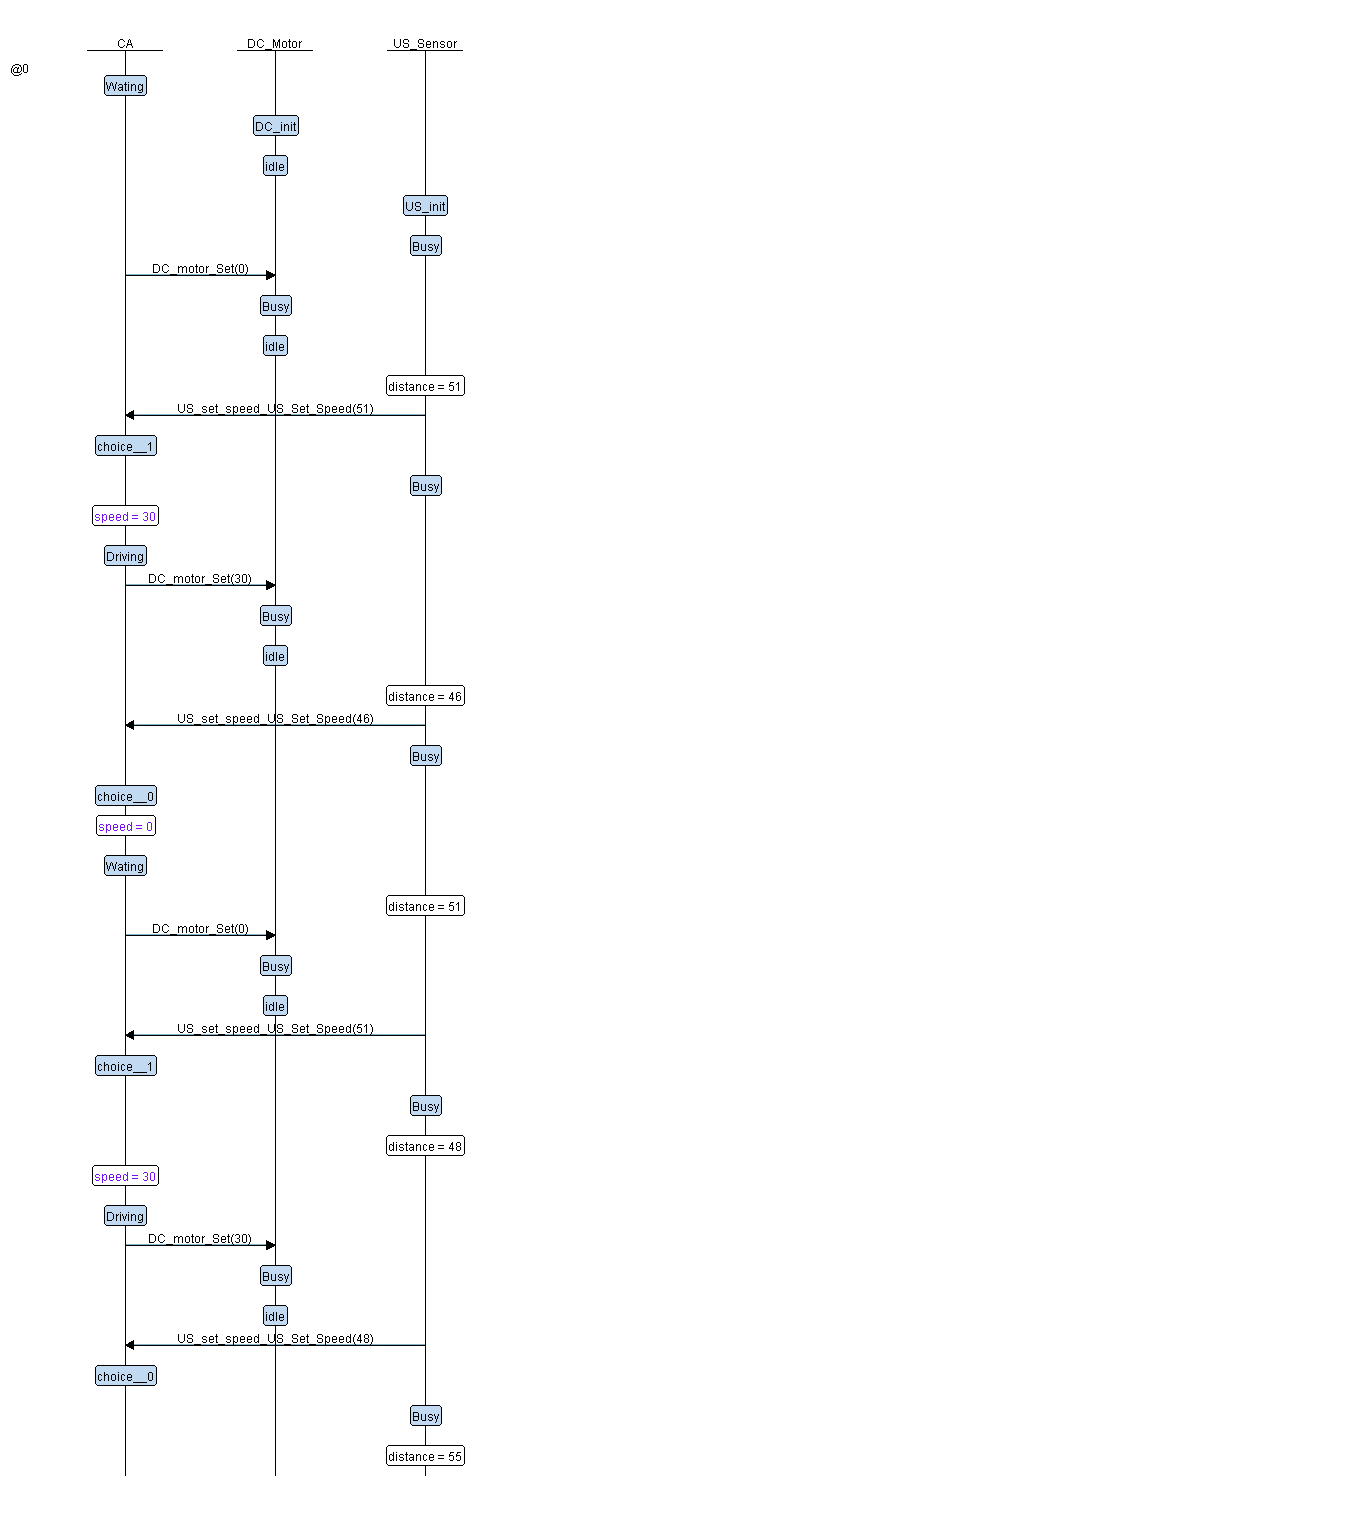 CA DC_Motor US_Sensor
@0
Wating
DC_init
idle
US_init
Busy
DC_motor_Set(0)
Busy
idle
distance = 51
US_set_speed_US_Set_Speed(51)
choice__1
Busy
speed = 30
Driving
DC_motor_Set(30)
Busy
idle
distance = 46
US_set_speed_US_Set_Speed(46)
Busy
choice__0
speed = 0
Wating
distance = 51
DC_motor_Set(0)
Busy
idle
US_set_speed_US_Set_Speed(51)
choice__1
Busy
distance = 48
speed = 30
Driving
DC_motor_Set(30)
Busy
idle
US_set_speed_US_Set_Speed(48)
choice__0
Busy
distance = 55